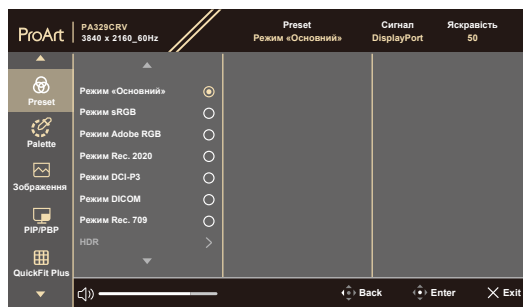 ProArt
PA329CRV
3840 x 2160_60Hz
Preset
Режим «Основний»
Сигнал
DisplayPort
Яскравість
50
Preset
Palette
Зображення
PIP/PBP
QuickFit Plus
Режим «Основний»
Режим sRGB
Режим Adobe RGB
Режим Rec. 2020
Режим DCI-P3
Режим DICOM
Режим Rec. 709
HDR
Back
Enter
Exit